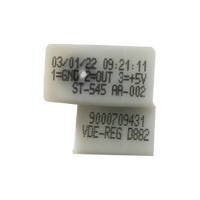 03/01/22 09:21:11
1=GND 2=OUT 3=+5V
ST-545 AA-002
9000709431
VDE-REG D882